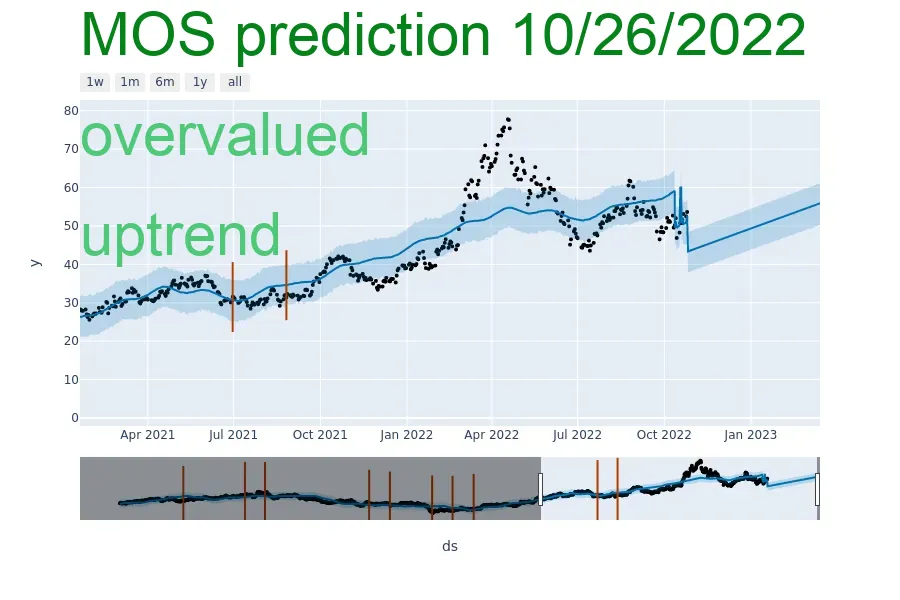 MOS prediction 10/26/2022
1w 1m 6m 1y all
80
overvalued
70
60
uptrend
50
y
40
30
20
10
0
Apr 2021 Jul 2021 Oct 2021 Jan 2022 Apr 2022 Jul 2022 Oct 2022 Jan 2023
ds